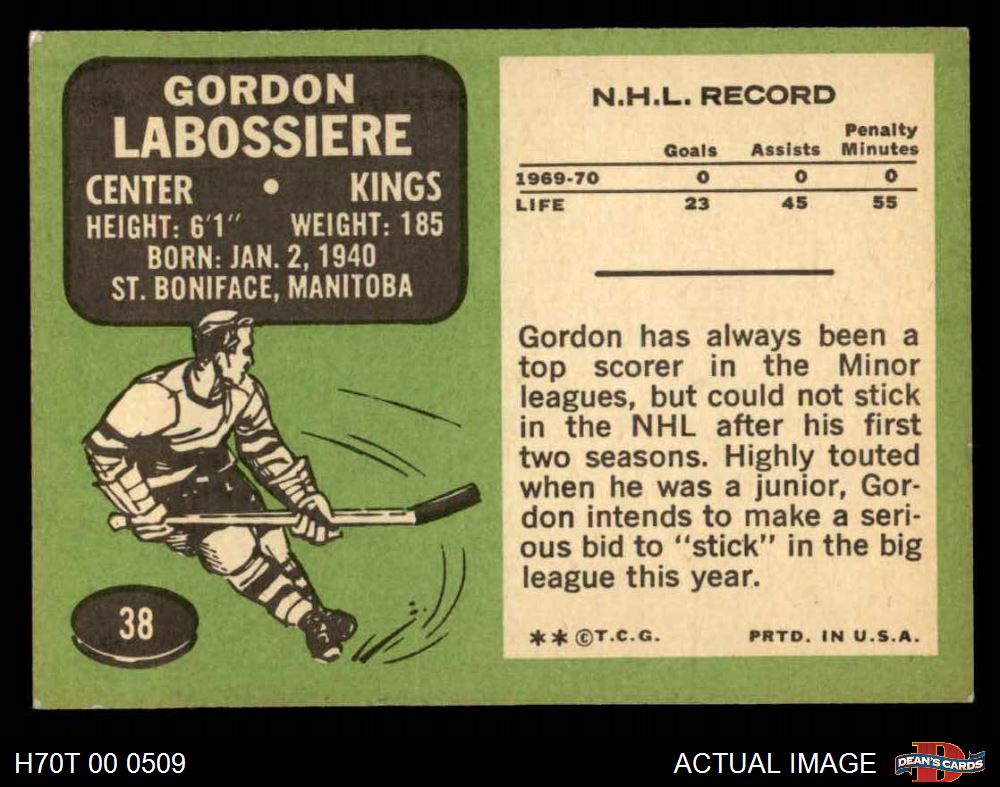 GORDON
LABOSSIERE
CENTER • KINGS
HEIGHT: 6'1" WEIGHT: 185
BORN: JAN. 2, 1940
ST. BONIFACE, MANITOBA
38
N.H.L. RECORD
Goals Assists Penalty Minutes
1969-70 0 0 0
LIFE 23 45 55
Gordon has always been a
top scorer in the Minor
leagues, but could not stick
in the NHL after his first
two seasons. Highly touted
when he was a junior, Gor-
don intends to make a seri-
ous bid to "stick" in the big
league this year.
** ©T.C.G. PRTD. IN U.S.A.
H70T 00 0509 ACTUAL IMAGE DEAN'S CARDS